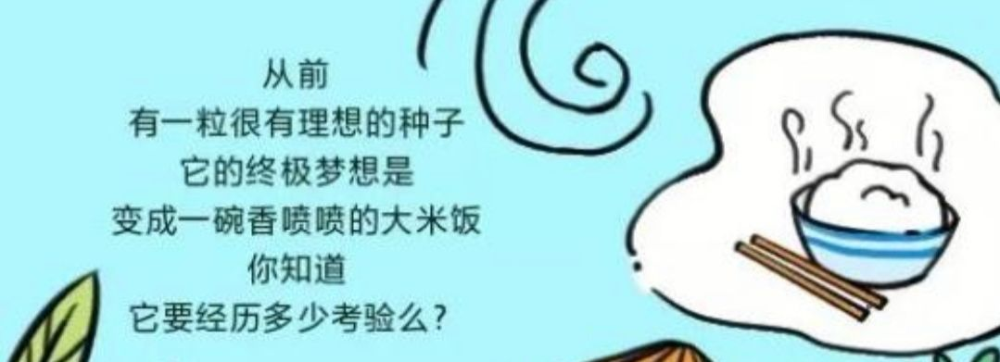 从前
有一粒很有理想的种子
它的终极梦想是
变成一碗香喷喷的大米饭
你知道
它要经历多少考验么？